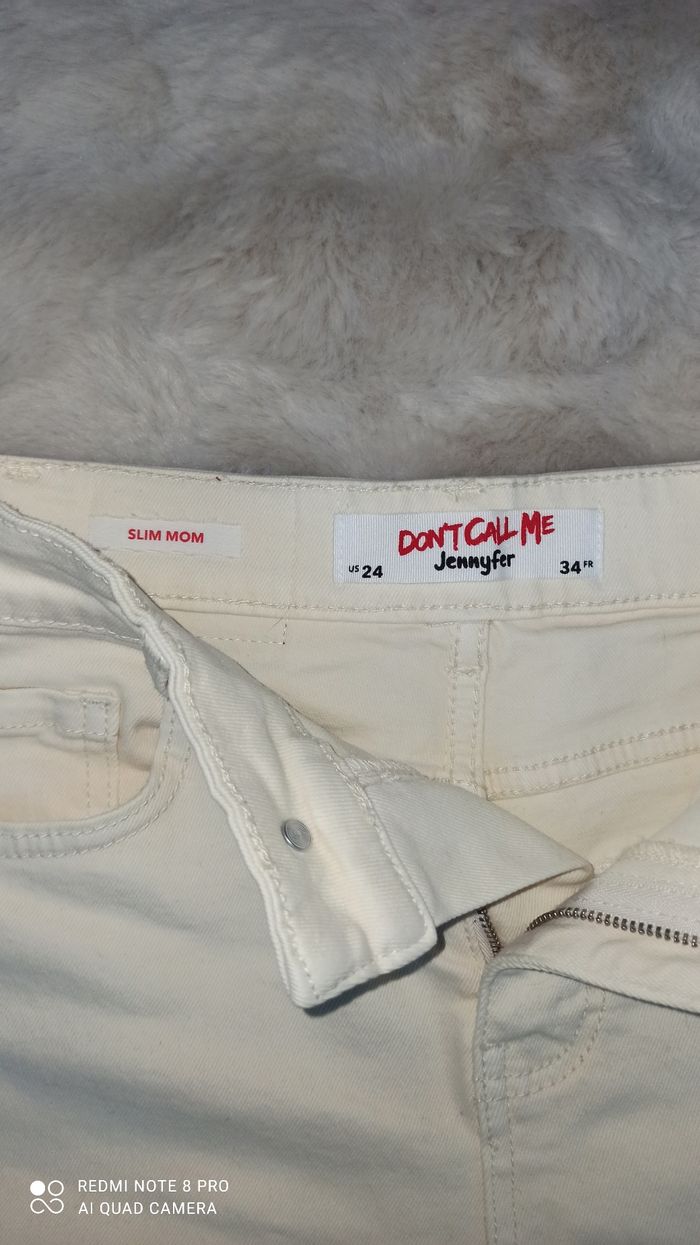 SLIM MOM
DON'T CALL ME
Jennyfer
US 24
34 FR
REDMI NOTE 8 PRO
AI QUAD CAMERA